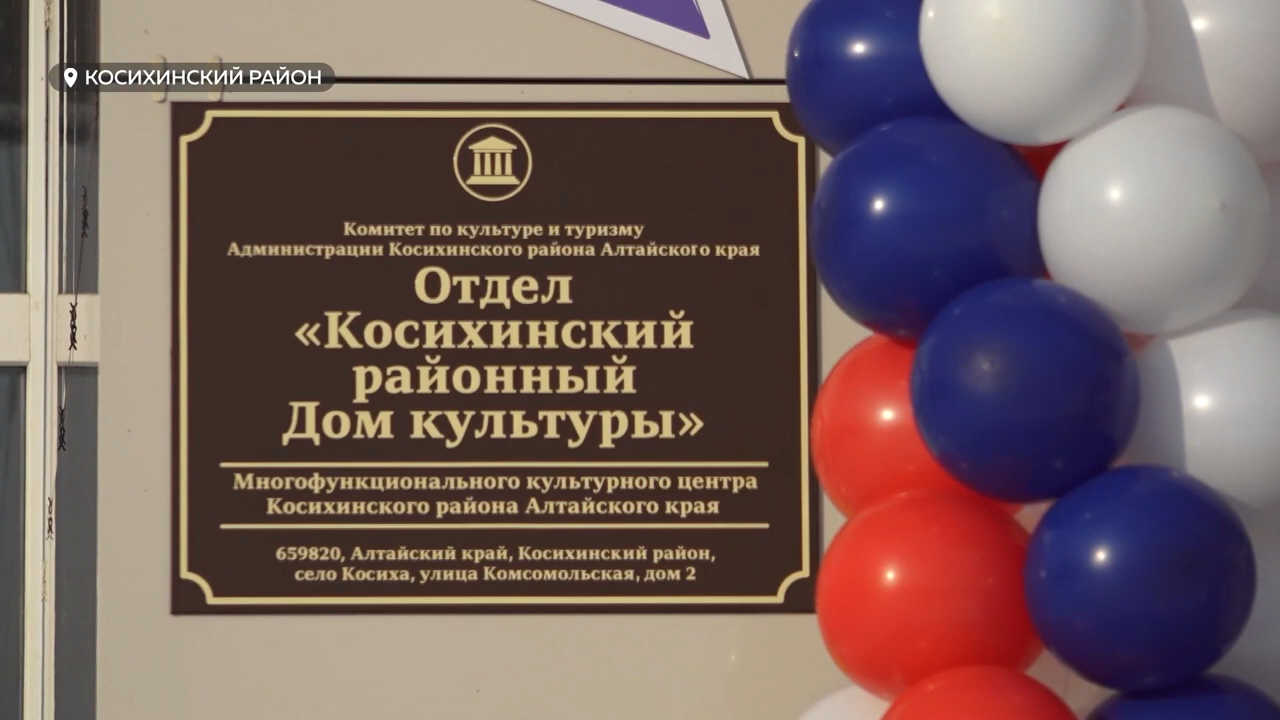 КОСИХИНСКИЙ РАЙОН
Комитет по культуре и туризму
Администрации Косихинского района Алтайского края
Отдел
«Косихинский
районный
Дом культуры»
Многофункционального культурного центра
Косихинского района Алтайского края
659820, Алтайский край, Косихинский район,
село Косиха, улица Комсомольская, дом 2